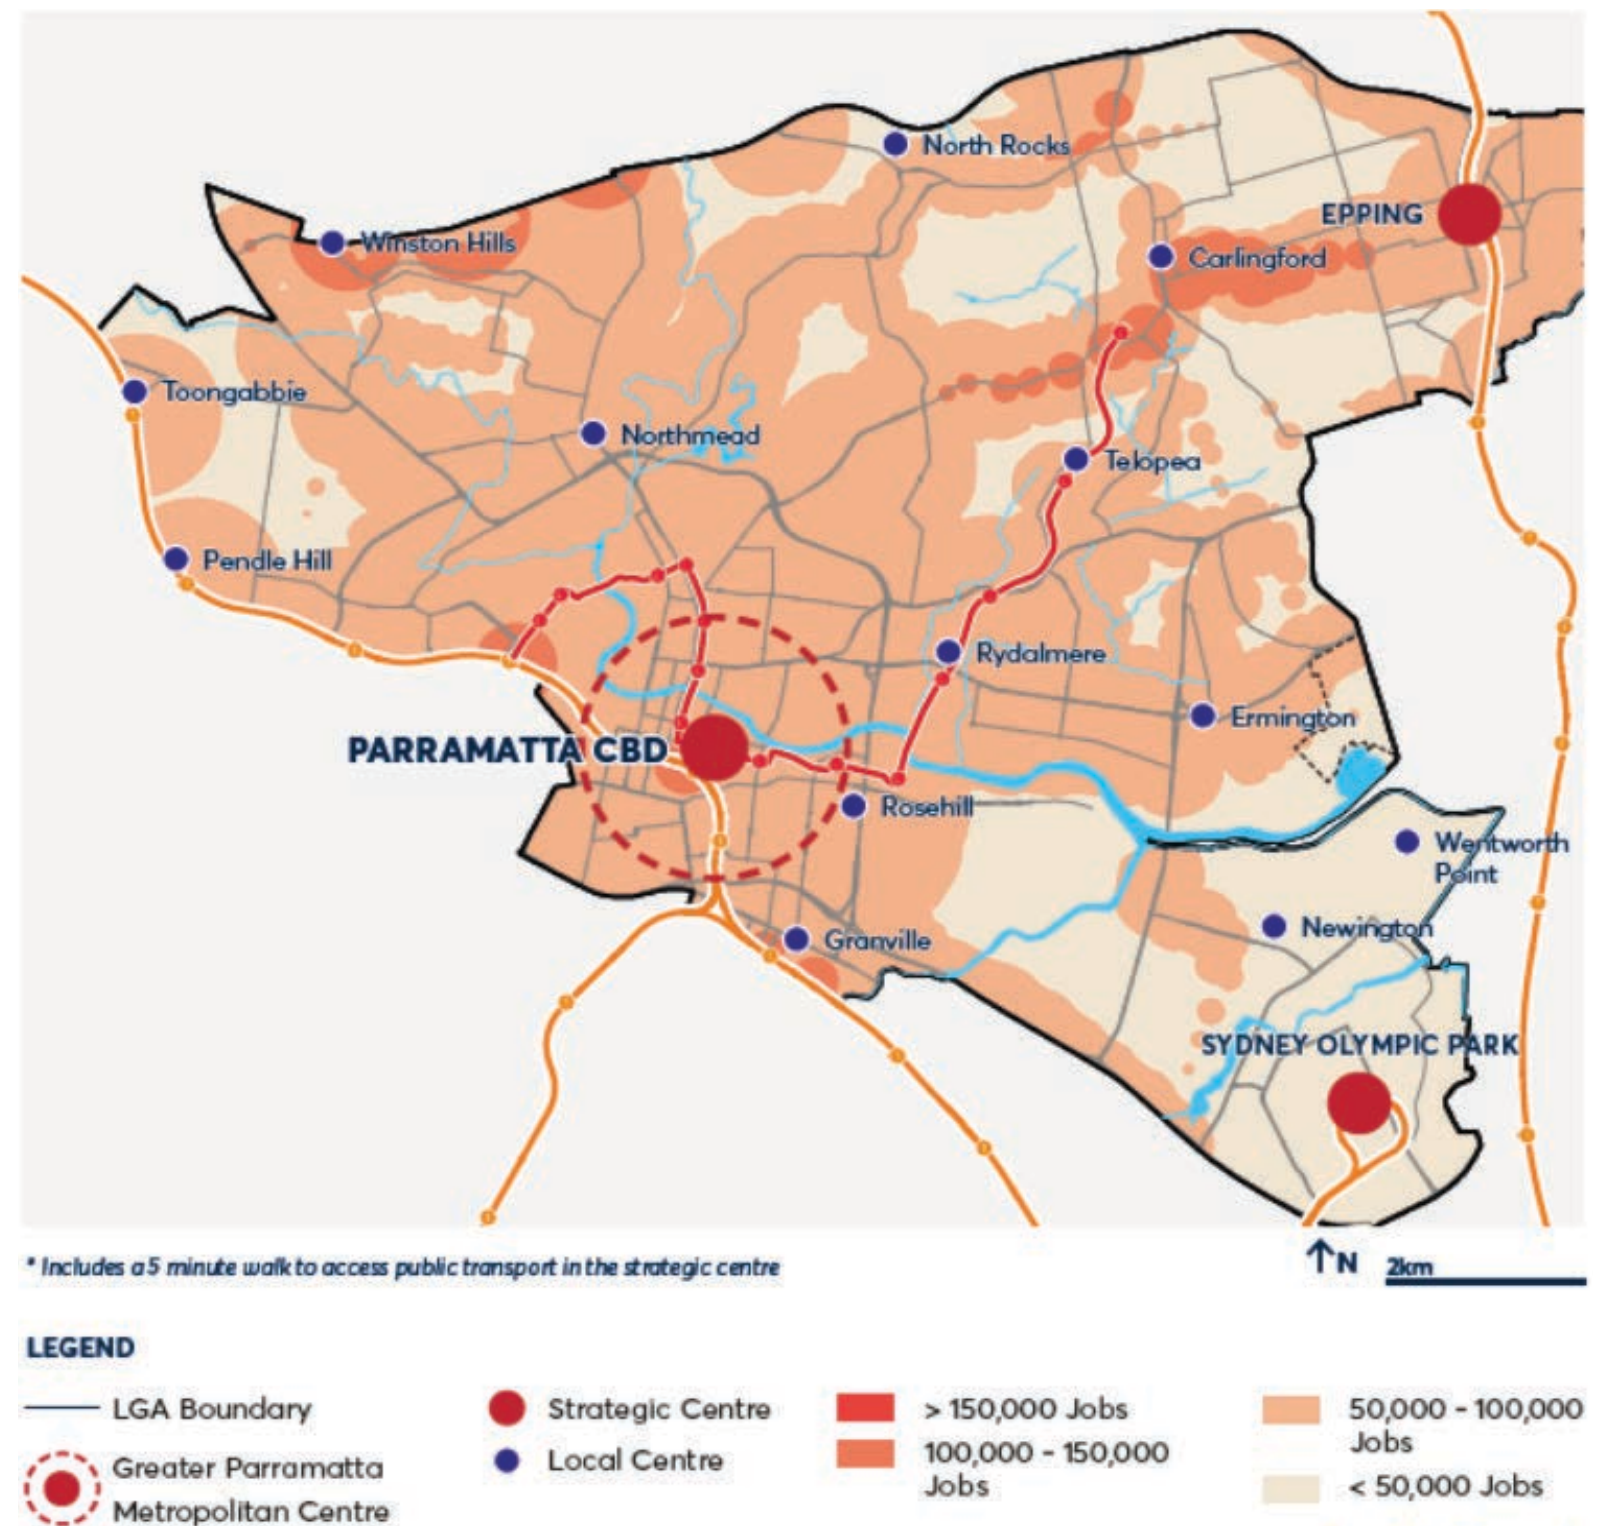 North Rocks
EPPING
Winston Hills
Carlingford
Toongabbie
Northmead
Telopea
Pendle Hill
Rydalmere
Ermington
PARRAMATTA CBD
Rosehill
Wentworth
Point
Newington
Granville
SYDNEY OLYMPIC PARK
* Includes a 5 minute walk to access public transport in the strategic centre
N
2km
LEGEND
LGA Boundary
Greater Parramatta
Metropolitan Centre
Strategic Centre
Local Centre
> 150,000 Jobs
100,000 - 150,000
Jobs
50,000 - 100,000
Jobs
< 50,000 Jobs